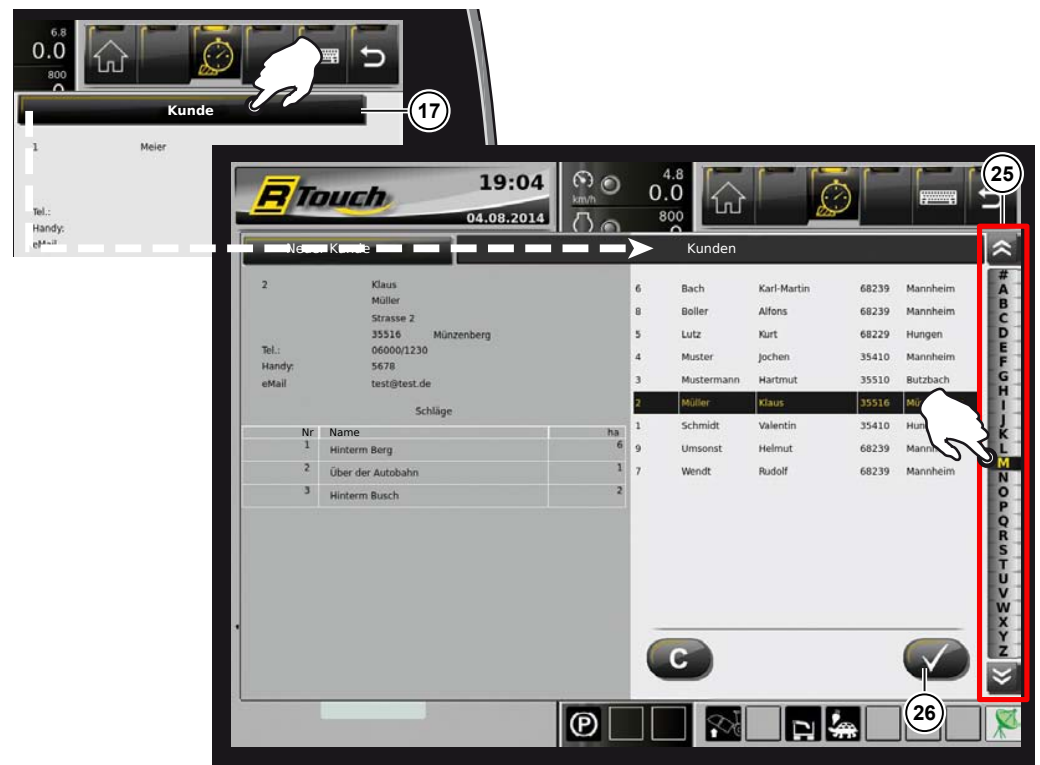 6.8
0.0
800
Kunde
17
1 Meier
Tel.:
Handy:
eMail
25
R Touch
19:04
04.08.2014
km/h
4.8
0.0
800
Neuer Kunde
Kunden
2 Klaus
Müller
Strasse 2
35516 Münzenberg
Tel.: 06000/1230
Handy: 5678
eMail test@test.de
Schläge
Nr Name ha
1 Hinterm Berg 6
2 Über der Autobahn 1
3 Hinterm Busch 2
6 Bach Karl-Martin 68239 Mannheim
8 Boller Alfons 68239 Mannheim
5 Lutz Kurt 68229 Hungen
4 Muster Jochen 35410 Mannheim
3 Mustermann Hartmut 35510 Butzbach
2 Müller Klaus 35516
1 Schmidt Valentin 35410
9 Umsonst Helmut 68239
7 Wendt Rudolf 68239 Mannheim
#
A
B
C
D
E
F
G
H
I
J
K
L
M
N
O
P
Q
R
S
T
U
V
W
X
Y
Z
C
26
P